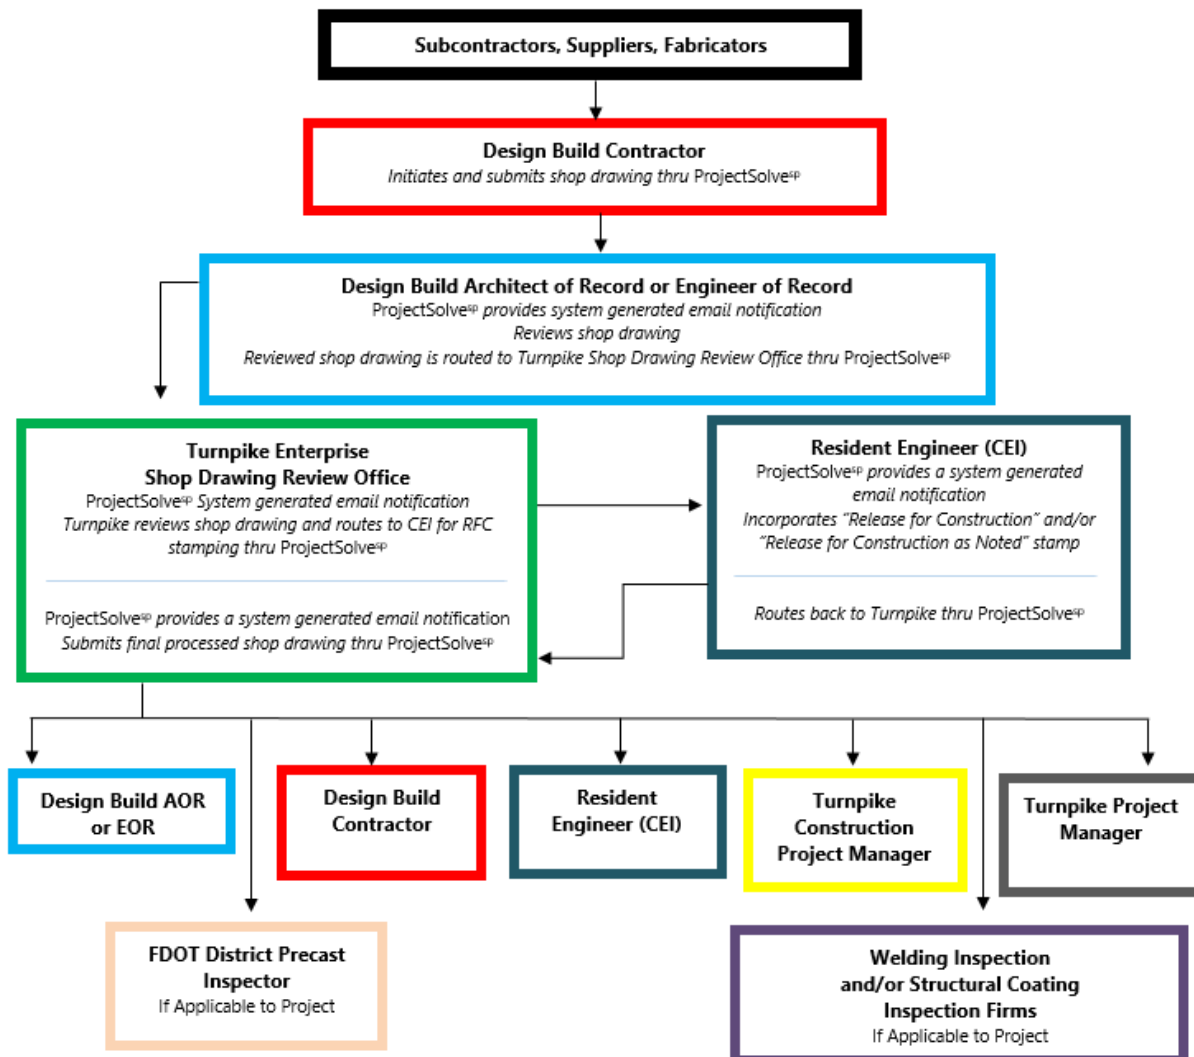 Subcontractors, Suppliers, Fabricators
Design Build Contractor
Initiates and submits shop drawing thru ProjectSolveˢᵖ
Design Build Architect of Record or Engineer of Record
ProjectSolveˢᵖ provides system generated email notification
Reviews shop drawing
Reviewed shop drawing is routed to Turnpike Shop Drawing Review Office thru ProjectSolveˢᵖ
Turnpike Enterprise
Shop Drawing Review Office
ProjectSolveˢᵖ System generated email notification
Turnpike reviews shop drawing and routes to CEI for RFC
stamping thru ProjectSolveˢᵖ
ProjectSolveˢᵖ provides a system generated email notification
Submits final processed shop drawing thru ProjectSolveˢᵖ
Resident Engineer (CEI)
ProjectSolveˢᵖ provides a system generated
email notification
Incorporates “Release for Construction” and/or
“Release for Construction as Noted” stamp
Routes back to Turnpike thru ProjectSolveˢᵖ
Design Build AOR
or EOR
Design Build
Contractor
Resident
Engineer (CEI)
Turnpike
Construction
Project Manager
Turnpike Project
Manager
FDOT District Precast
Inspector
If Applicable to Project
Welding Inspection
and/or Structural Coating
Inspection Firms
If Applicable to Project